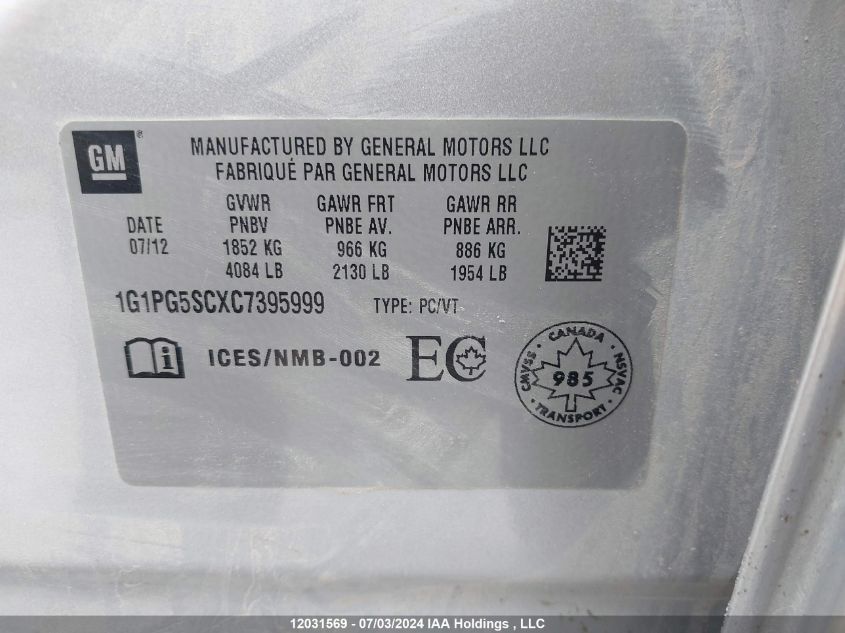 GM ®
MANUFACTURED BY GENERAL MOTORS LLC
FABRIQUÉ PAR GENERAL MOTORS LLC
DATE
07/12
GVWR
PNBV
1852 KG
4084 LB
GAWR FRT
PNBE AV.
966 KG
2130 LB
GAWR RR
PNBE ARR.
886 KG
1954 LB
1G1PG5SCXC7395999 TYPE: PC/VT
i ICES/NMB-002 EC
CANADA
CMVSS 985 NSVAC
TRANSPORT
12031569 - 07/03/2024 IAA Holdings , LLC